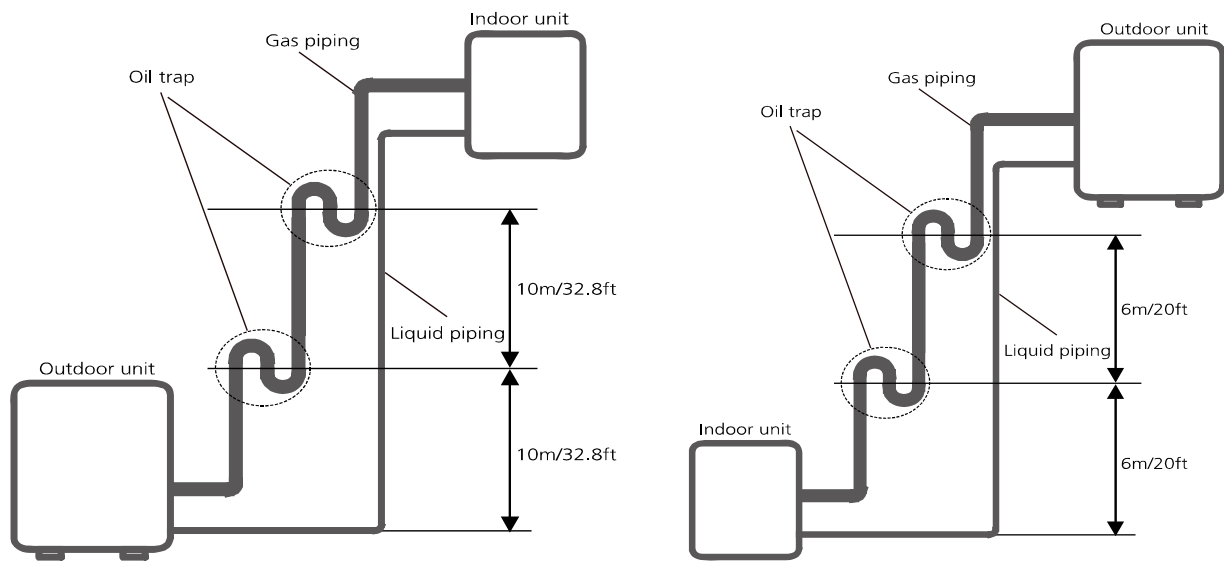 Indoor unit
Gas piping
Oil trap
10m/32.8ft
Liquid piping
Outdoor unit
10m/32.8ft
Outdoor unit
Gas piping
Oil trap
6m/20ft
Liquid piping
Indoor unit
6m/20ft